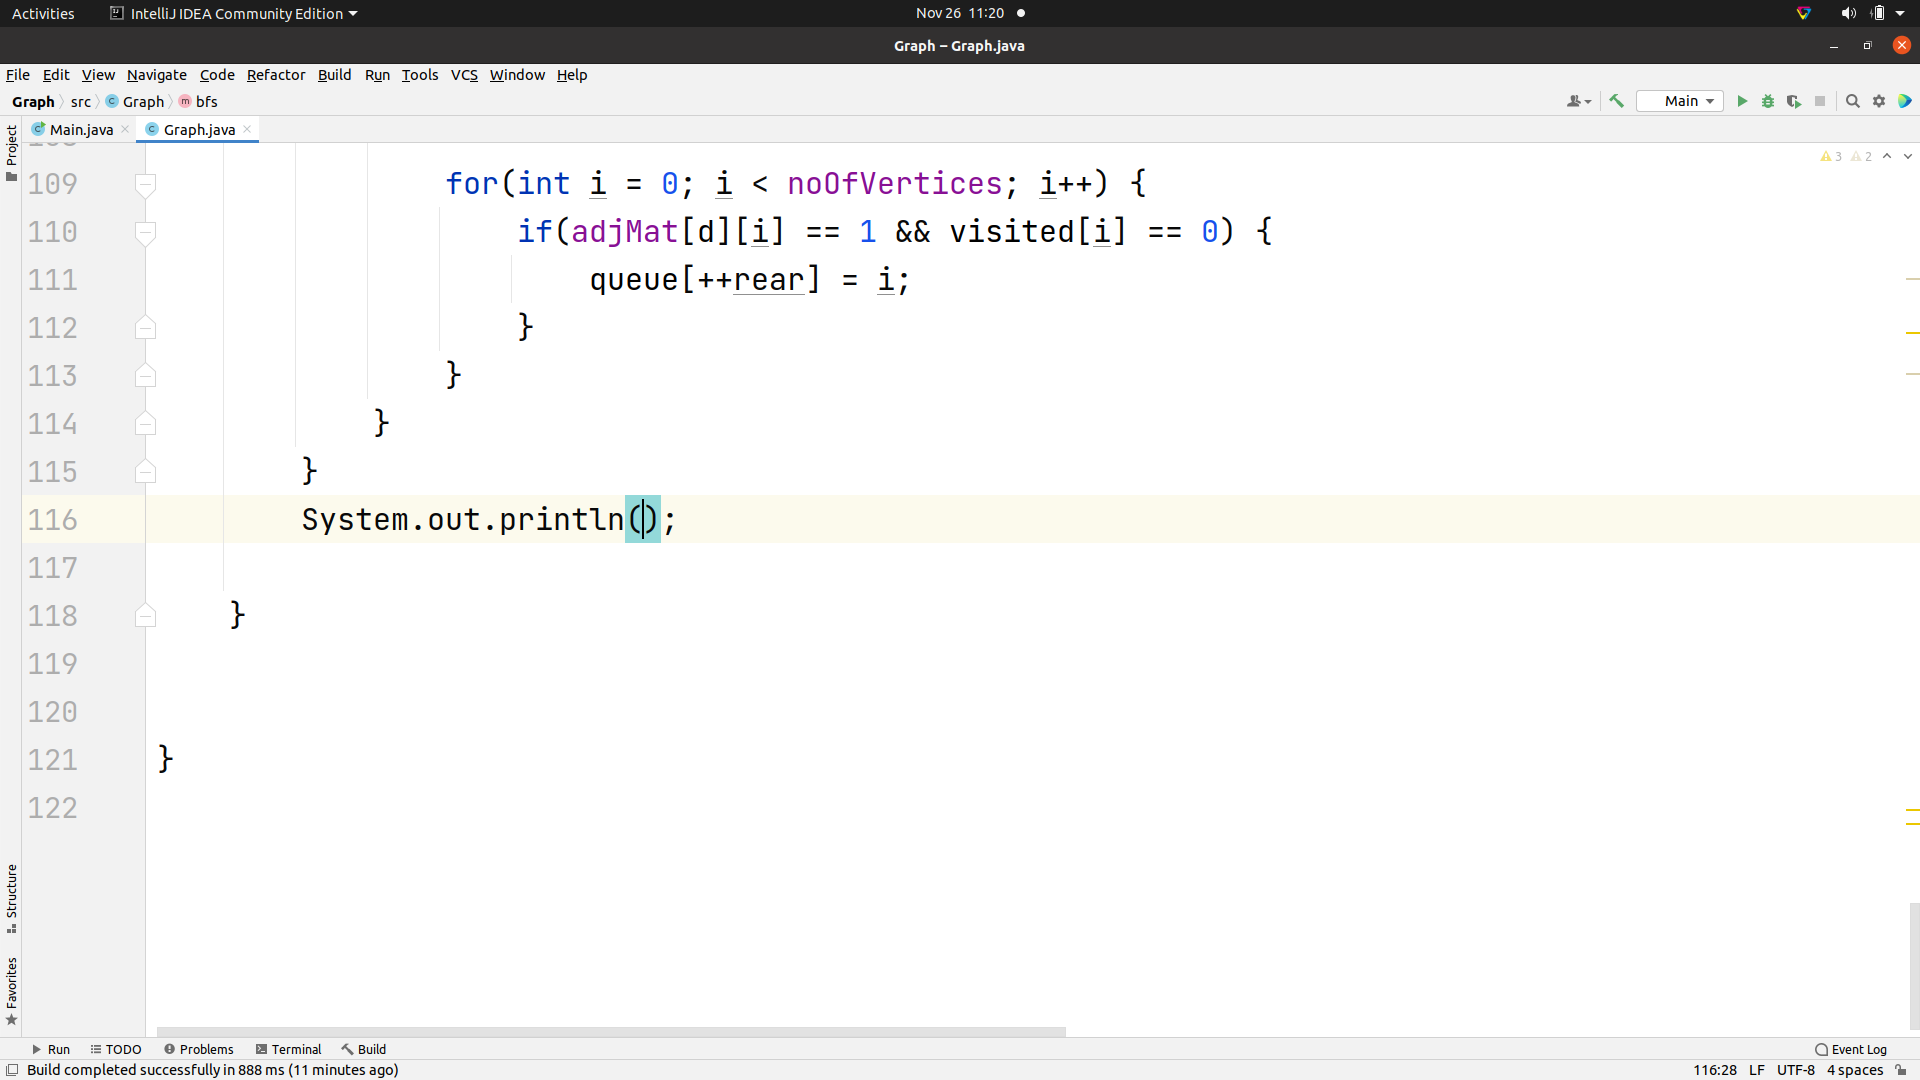 Activities IntelliJ IDEA Community Edition Nov 26 11:20
Graph – Graph.java
File Edit View Navigate Code Refactor Build Run Tools VCS Window Help
Graph src Graph bfs Main
Main.java Graph.java
Project
3 2
109 for(int i = 0; i < noOfVertices; i++) {
110 if(adjMat[d][i] == 1 && visited[i] == 0) {
111 queue[++rear] = i;
112 }
113 }
114 }
115 }
116 System.out.println();
117
118 }
119
120
121 }
122
Structure
Favorites
Run TODO Problems Terminal Build Event Log
Build completed successfully in 888 ms (11 minutes ago) 116:28 LF UTF-8 4 spaces